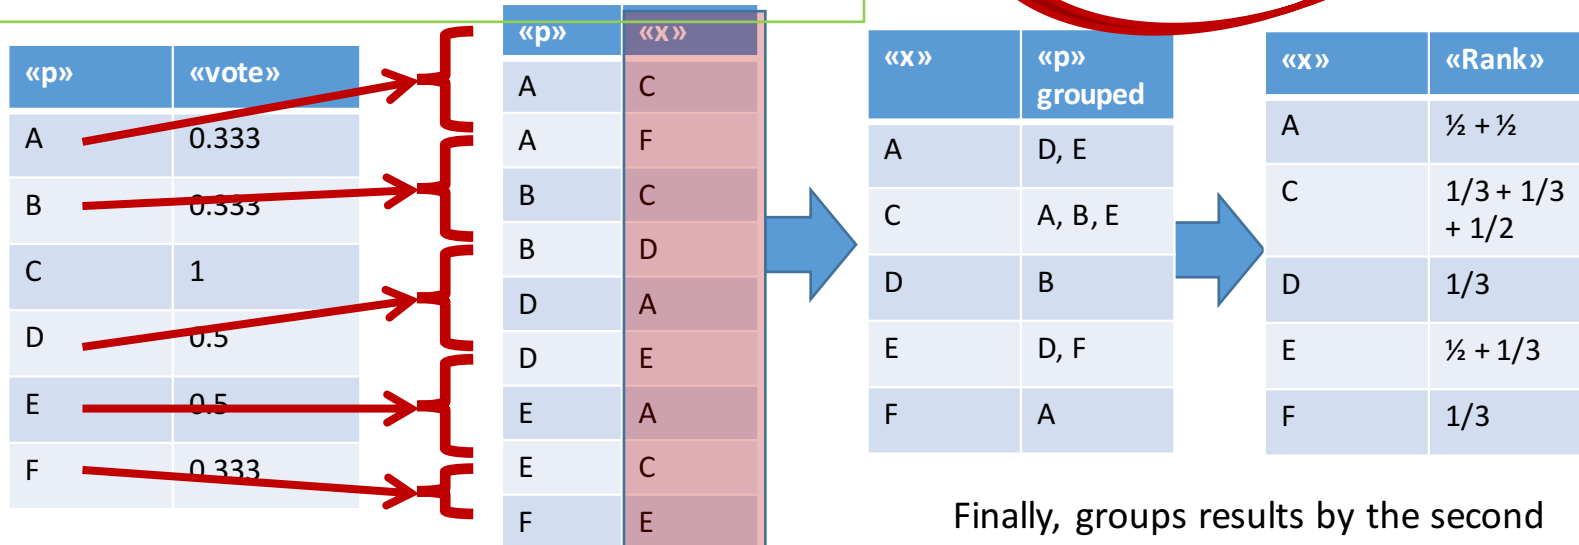 «p» «vote»
A 0.333
B 0.333
C 1
D 0.5
E 0.5
F 0.333
«p» «x»
A C
A F
B C
B D
D A
D E
E A
E C
F E
«x» «p»
grouped
A D, E
C A, B, E
D B
E D, F
F A
«x» «Rank»
A ½ + ½
C 1/3 + 1/3
+ 1/2
D 1/3
E ½ + 1/3
F 1/3
Finally, groups results by the second